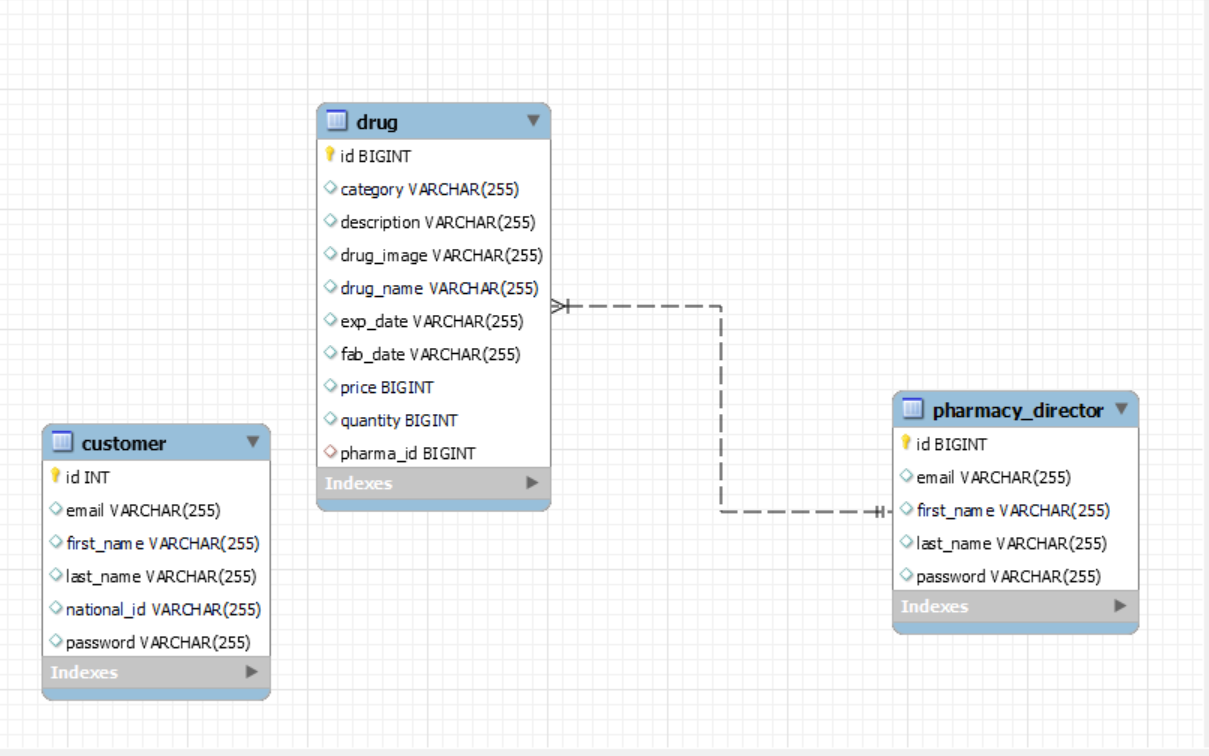 drug
id BIGINT
category VARCHAR(255)
description VARCHAR(255)
drug_image VARCHAR(255)
drug_name VARCHAR(255)
exp_date VARCHAR(255)
fab_date VARCHAR(255)
price BIGINT
quantity BIGINT
pharma_id BIGINT
Indexes
customer
id INT
email VARCHAR(255)
first_name VARCHAR(255)
last_name VARCHAR(255)
national_id VARCHAR(255)
password VARCHAR(255)
Indexes
pharmacy_director
id BIGINT
email VARCHAR(255)
first_name VARCHAR(255)
last_name VARCHAR(255)
password VARCHAR(255)
Indexes